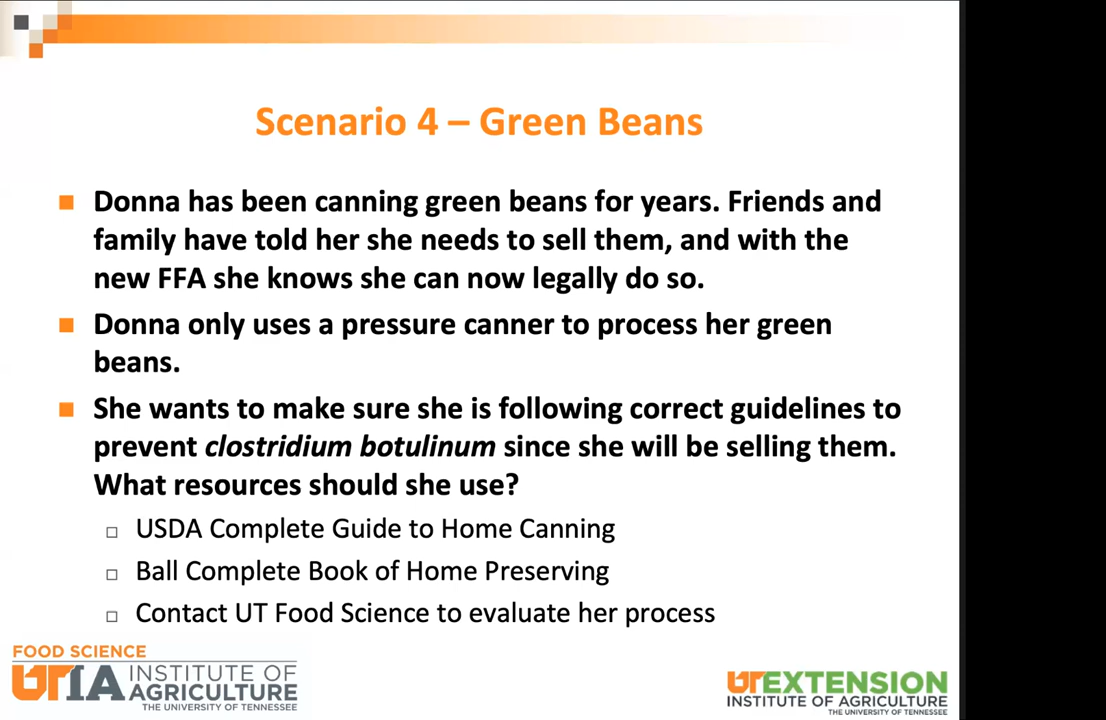 Scenario 4 – Green Beans
Donna has been canning green beans for years. Friends and
family have told her she needs to sell them, and with the
new FFA she knows she can now legally do so.
Donna only uses a pressure canner to process her green
beans.
She wants to make sure she is following correct guidelines to
prevent clostridium botulinum since she will be selling them.
What resources should she use?
USDA Complete Guide to Home Canning
Ball Complete Book of Home Preserving
Contact UT Food Science to evaluate her process
FOOD SCIENCE
UTIA INSTITUTE OF
AGRICULTURE
THE UNIVERSITY OF TENNESSEE
UTEXTENSION
INSTITUTE OF AGRICULTURE
THE UNIVERSITY OF TENNESSEE